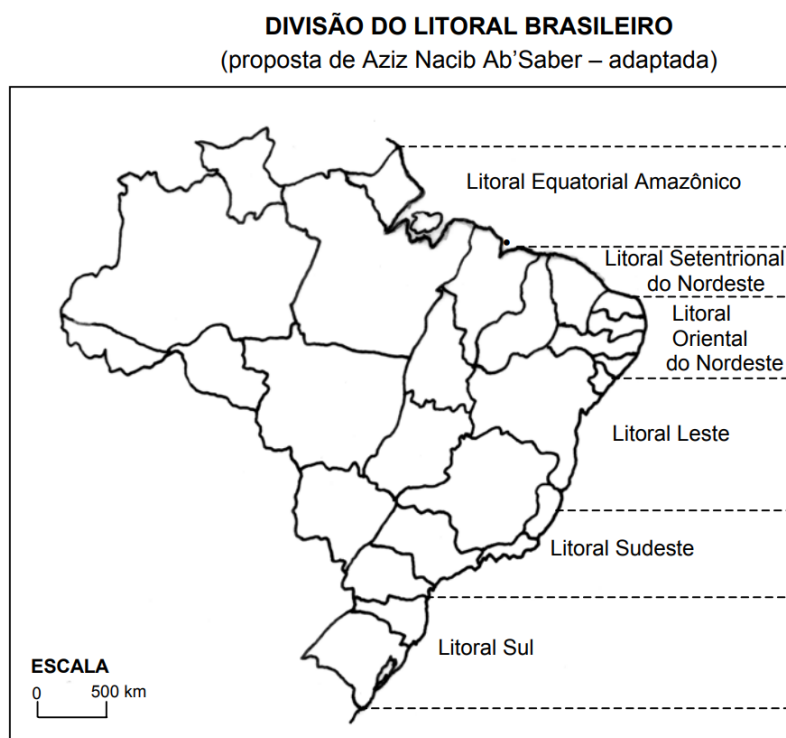 DIVISÃO DO LITORAL BRASILEIRO
(proposta de Aziz Nacib Ab’Saber – adaptada)
Litoral Equatorial Amazônico
Litoral Setentrional
do Nordeste
Litoral
Oriental
do Nordeste
Litoral Leste
Litoral Sudeste
Litoral Sul
ESCALA
0 500 km